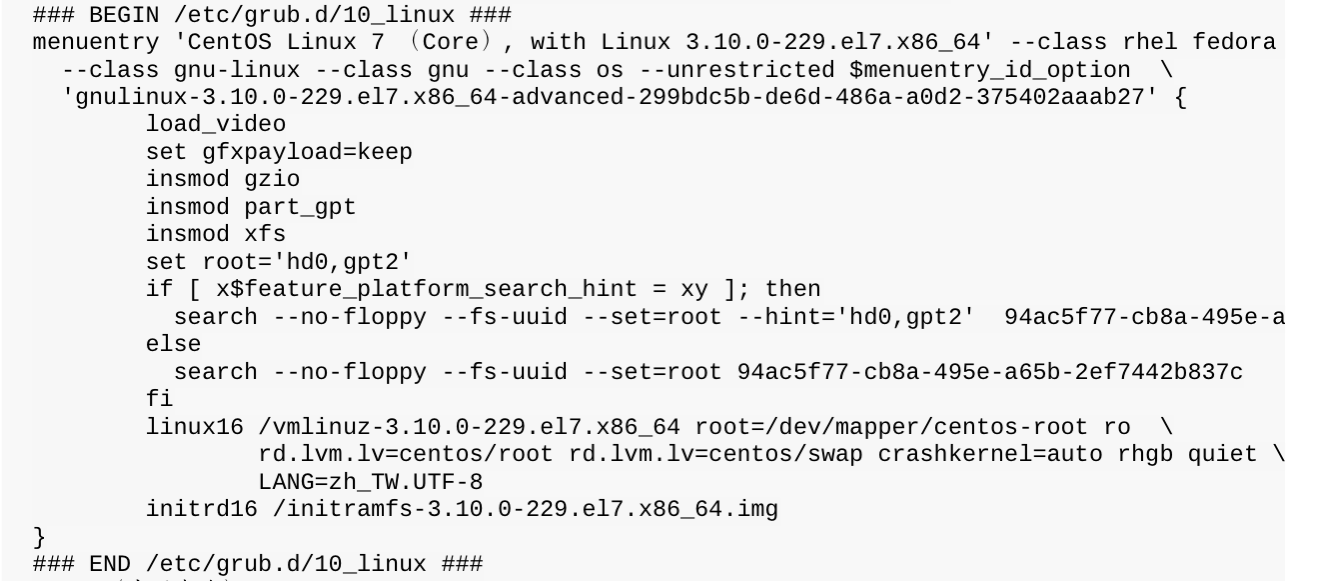 ### BEGIN /etc/grub.d/10_linux ###
menuentry 'CentOS Linux 7 （Core）, with Linux 3.10.0-229.el7.x86_64' --class rhel fedora
  --class gnu-linux --class gnu --class os --unrestricted $menuentry_id_option  \
  'gnulinux-3.10.0-229.el7.x86_64-advanced-299bdc5b-de6d-486a-a0d2-375402aaab27' {
        load_video
        set gfxpayload=keep
        insmod gzio
        insmod part_gpt
        insmod xfs
        set root='hd0,gpt2'
        if [ x$feature_platform_search_hint = xy ]; then
          search --no-floppy --fs-uuid --set=root --hint='hd0,gpt2'  94ac5f77-cb8a-495e-a
        else
          search --no-floppy --fs-uuid --set=root 94ac5f77-cb8a-495e-a65b-2ef7442b837c
        fi
        linux16 /vmlinuz-3.10.0-229.el7.x86_64 root=/dev/mapper/centos-root ro  \
                rd.lvm.lv=centos/root rd.lvm.lv=centos/swap crashkernel=auto rhgb quiet \
                LANG=zh_TW.UTF-8
        initrd16 /initramfs-3.10.0-229.el7.x86_64.img
}
### END /etc/grub.d/10_linux ###